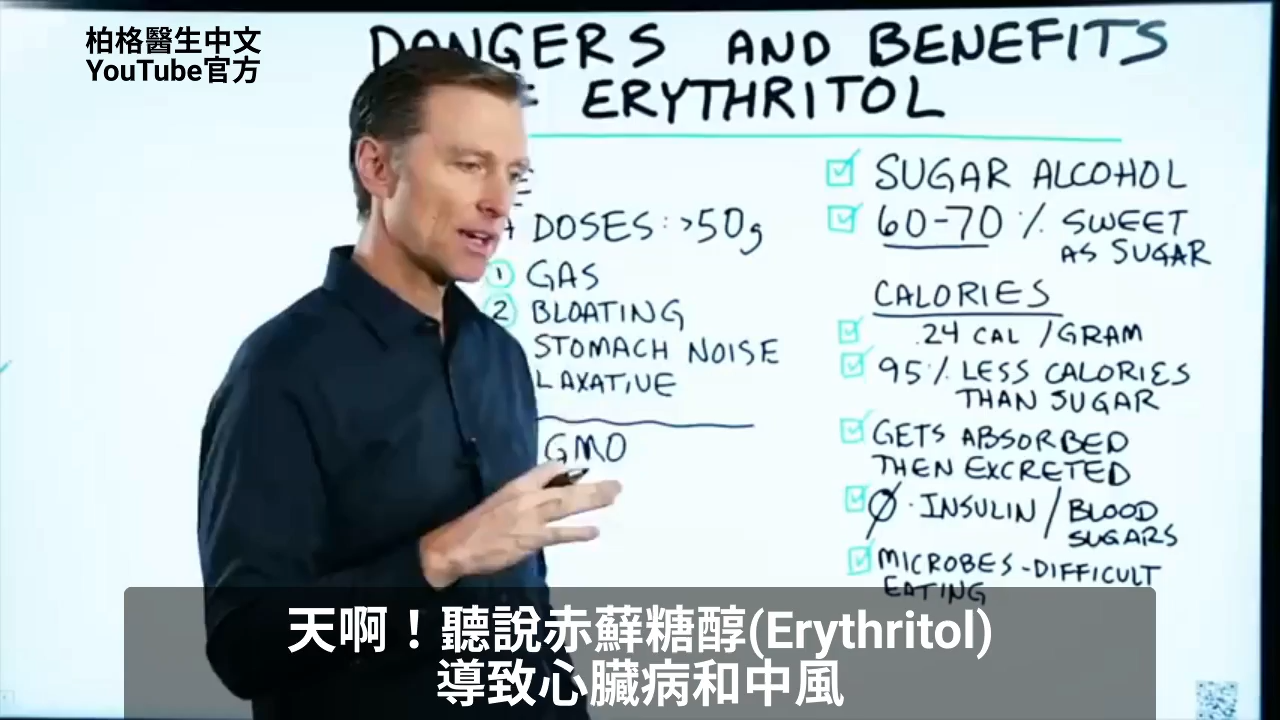 柏格醫生中文
YouTube官方
DANGERS AND BENEFITS
ERYTHRITOL
DOSES: >50g
1 GAS
2 BLOATING
STOMACH NOISE
LAXATIVE
GMO
SUGAR ALCOHOL
60-70% SWEET
AS SUGAR
CALORIES
.24 CAL/GRAM
95% LESS CALORIES
THAN SUGAR
GETS ABSORBED
THEN EXCRETED
Ø · INSULIN/BLOOD
SUGARS
MICROBES-DIFFICULT
EATING
天啊！聽說赤蘚糖醇(Erythritol)
導致心臟病和中風